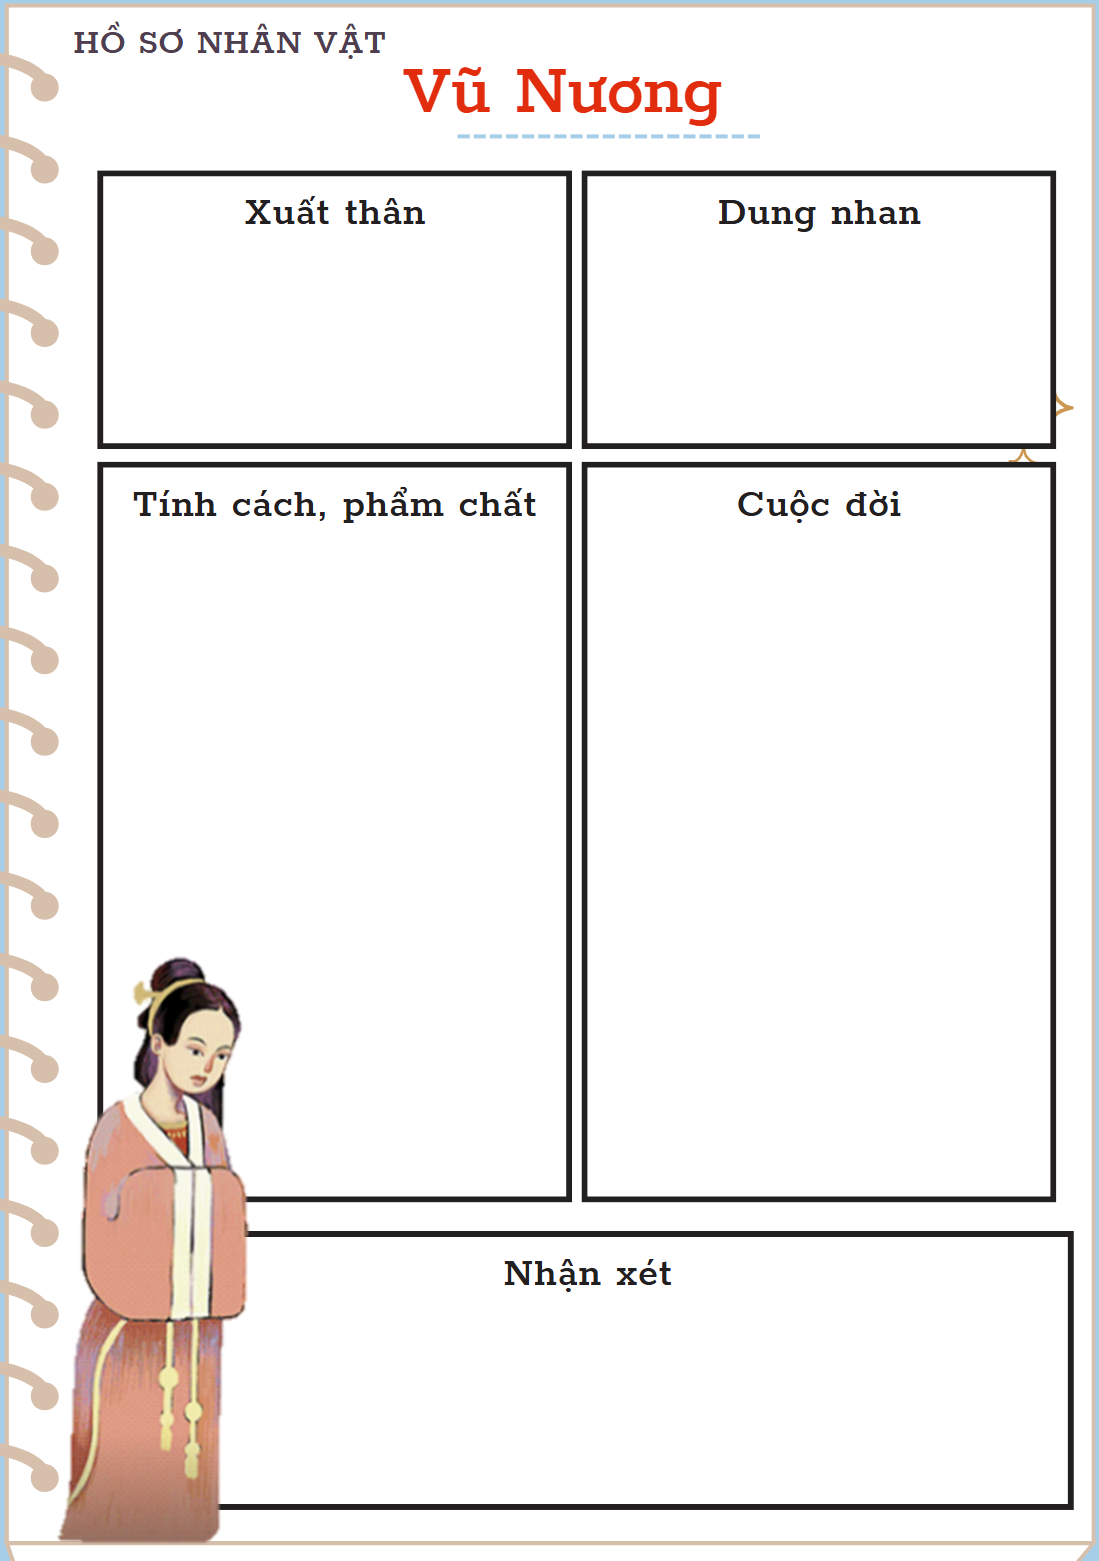 HỒ SƠ NHÂN VẬT
Vũ Nương
Xuất thân
Dung nhan
Tính cách, phẩm chất
Cuộc đời
Nhận xét